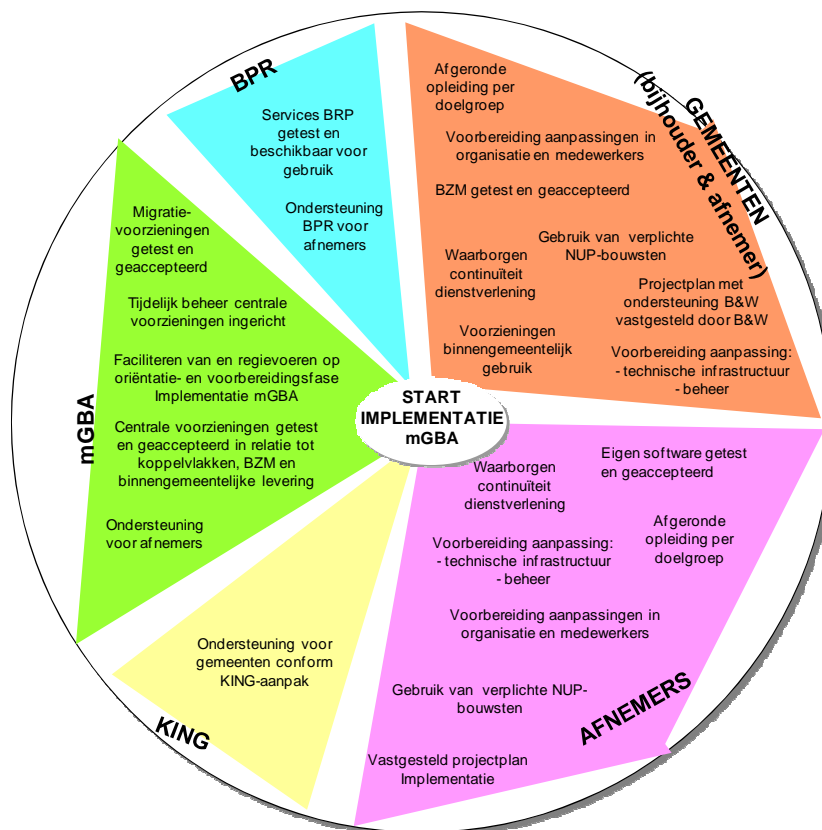 BPR
Services BRP
getest en
beschikbaar voor
gebruik
Ondersteuning
BPR voor
afnemers
GEMEENTEN
(bijhouder & afnemer)
Afgeronde
opleiding per
doelgroep
Voorbereiding aanpassingen in
organisatie en medewerkers
BZM getest en geaccepteerd
Gebruik van verplichte
NUP-bouwsten
Waarborgen
continuïteit
dienstverlening
Projectplan met
ondersteuning B&W
vastgesteld door B&W
Voorzieningen
binnengemeentelijk
gebruik
Voorbereiding aanpassing:
- technische infrastructuur
- beheer
mGBA
Migratie-
voorzieningen
getest en
geaccepteerd
Tijdelijk beheer centrale
voorzieningen ingericht
Faciliteren van en regievoeren op
oriëntatie- en voorbereidingsfase
Implementatie mGBA
Centrale voorzieningen getest
en geaccepteerd in relatie tot
koppelvlakken, BZM en
binnengemeentelijke levering
Ondersteuning
voor afnemers
START
IMPLEMENTATIE
mGBA
Eigen software getest
en geaccepteerd
Waarborgen
continuïteit
dienstverlening
Afgeronde
opleiding per
doelgroep
Voorbereiding aanpassing:
- technische infrastructuur
- beheer
Voorbereiding aanpassingen in
organisatie en medewerkers
Gebruik van verplichte NUP-
bouwsten
Vastgesteld projectplan
Implementatie
AFNEMERS
Ondersteuning voor
gemeenten conform
KING-aanpak
KING